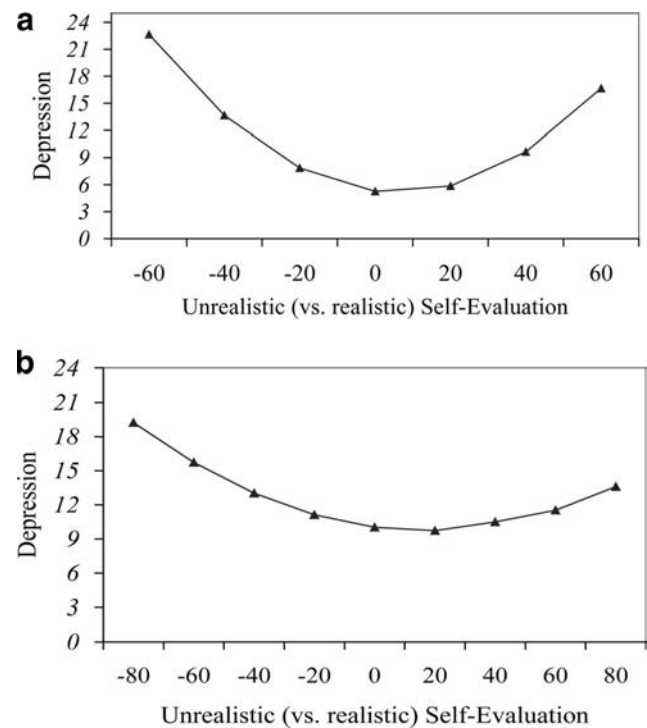 a
24
21
18
15
12
9
6
3
0
Depression
-60 -40 -20 0 20 40 60
Unrealistic (vs. realistic) Self-Evaluation
b
24
21
18
15
12
9
6
3
0
Depression
-80 -60 -40 -20 0 20 40 60 80
Unrealistic (vs. realistic) Self-Evaluation